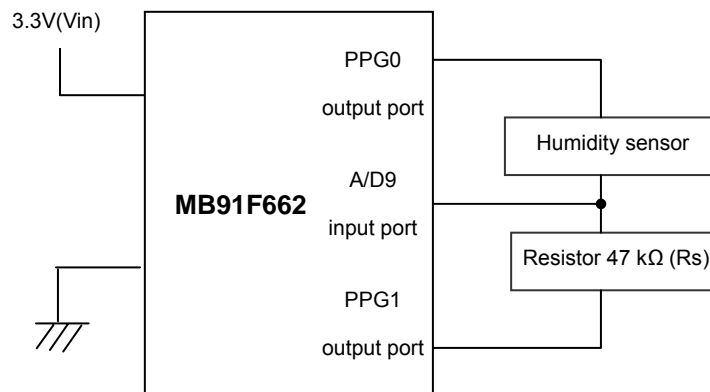 3.3V(Vin)
PPG0
output port
Humidity sensor
A/D9
MB91F662
input port
Resistor 47 kΩ (Rs)
PPG1
output port